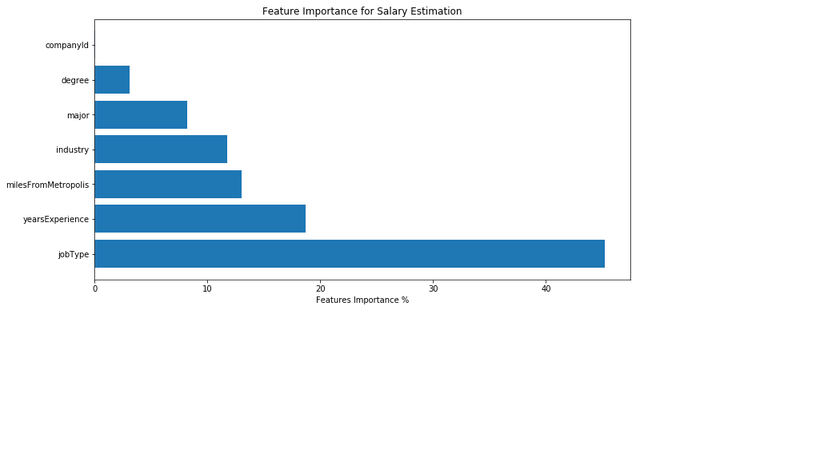 Feature Importance for Salary Estimation
companyId
degree
major
industry
milesFromMetropolis
yearsExperience
jobType
0 10 20 30 40
Features Importance %